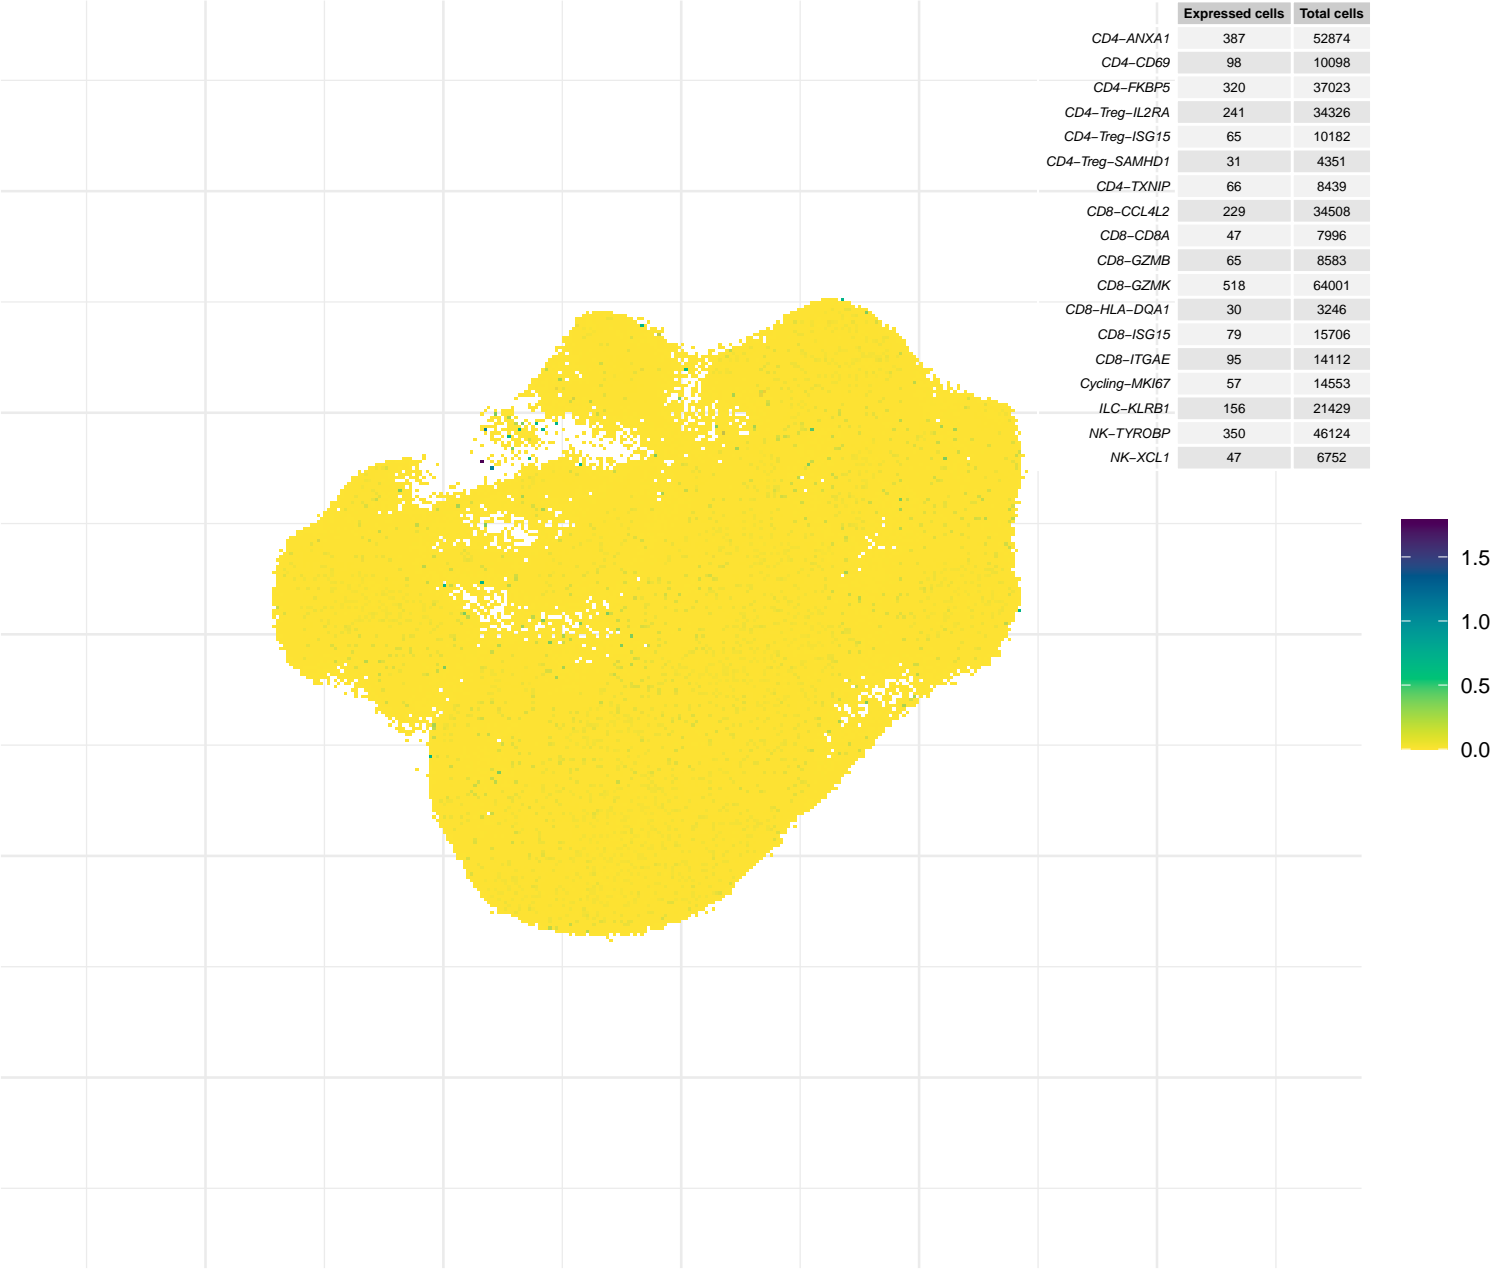 Expressed cells Total cells
CD4−ANXA1 387 52874
CD4−CD69 98 10098
CD4−FKBP5 320 37023
CD4−Treg−IL2RA 241 34326
CD4−Treg−ISG15 65 10182
CD4−Treg−SAMHD1 31 4351
CD4−TXNIP 66 8439
CD8−CCL4L2 229 34508
CD8−CD8A 47 7996
CD8−GZMB 65 8583
CD8−GZMK 518 64001
CD8−HLA−DQA1 30 3246
CD8−ISG15 79 15706
CD8−ITGAE 95 14112
Cycling−MKI67 57 14553
ILC−KLRB1 156 21429
NK−TYROBP 350 46124
NK−XCL1 47 6752
1.5
1.0
0.5
0.0